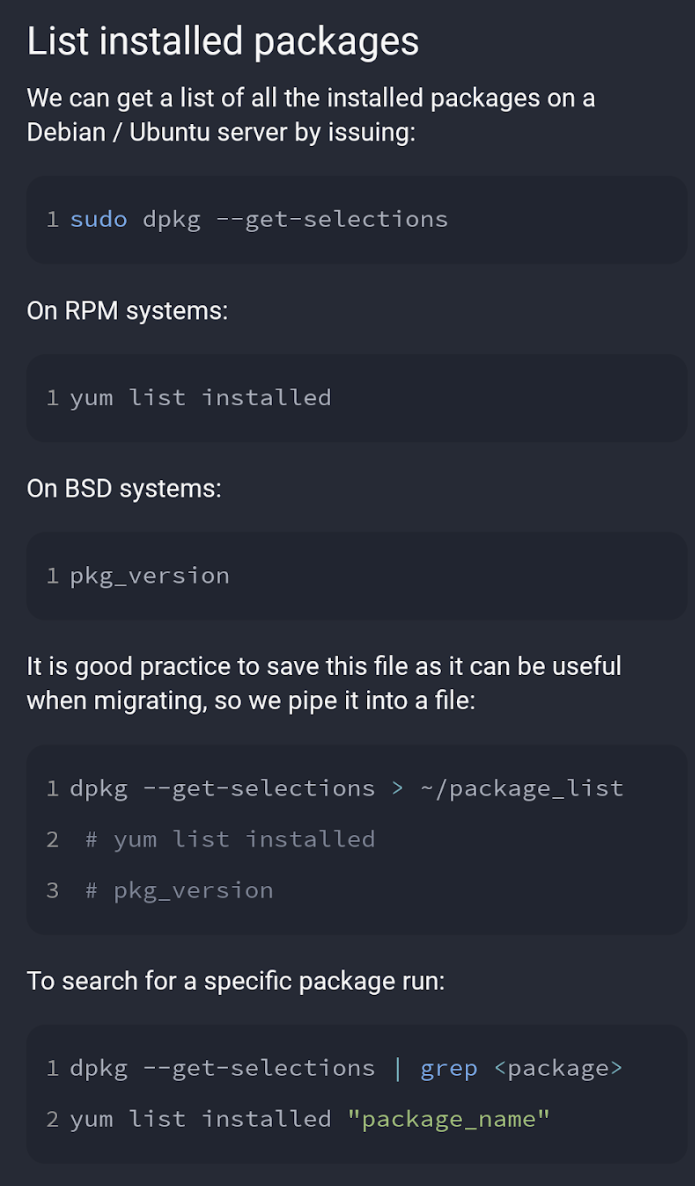 List installed packages
We can get a list of all the installed packages on a
Debian / Ubuntu server by issuing:
1 sudo dpkg --get-selections
On RPM systems:
1 yum list installed
On BSD systems:
1 pkg_version
It is good practice to save this file as it can be useful
when migrating, so we pipe it into a file:
1 dpkg --get-selections > ~/package_list
2 # yum list installed
3 # pkg_version
To search for a specific package run:
1 dpkg --get-selections | grep <package>
2 yum list installed "package_name"